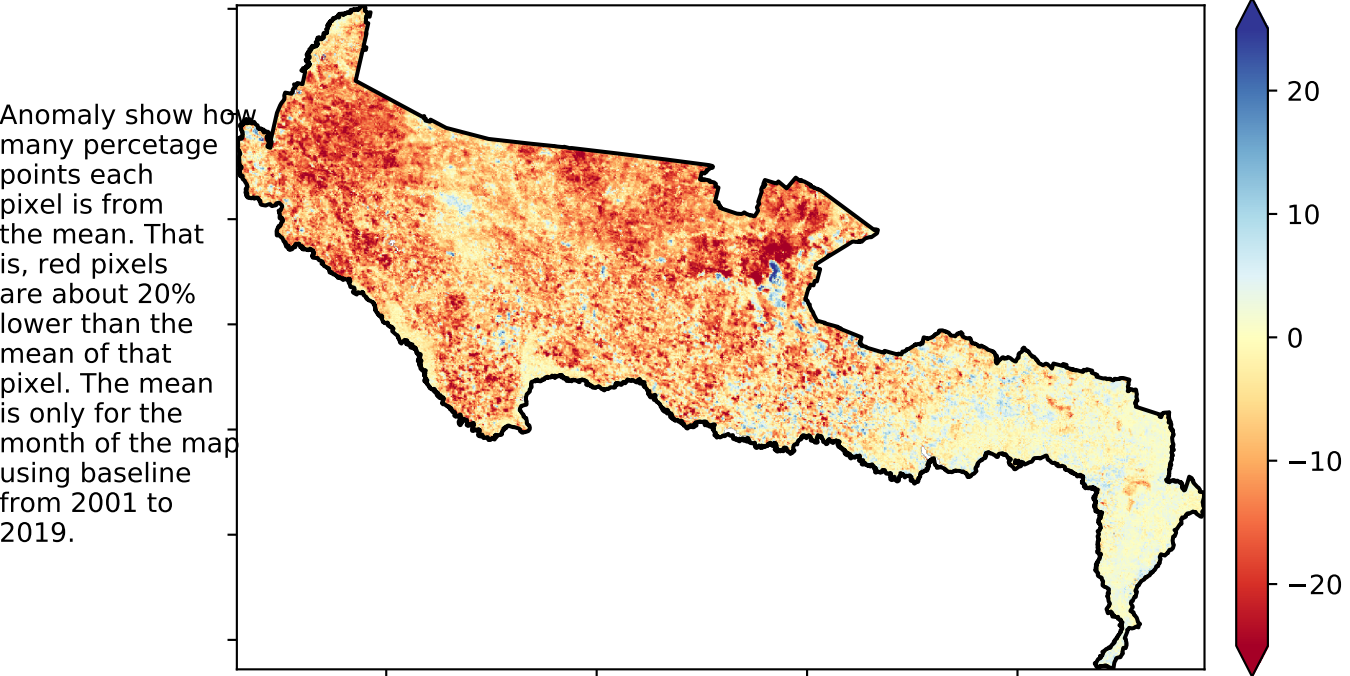 Anomaly show how
many percetage
points each
pixel is from
the mean. That
is, red pixels
are about 20%
lower than the
mean of that
pixel. The mean
is only for the
month of the map
using baseline
from 2001 to
2019.
20
10
0
−10
−20